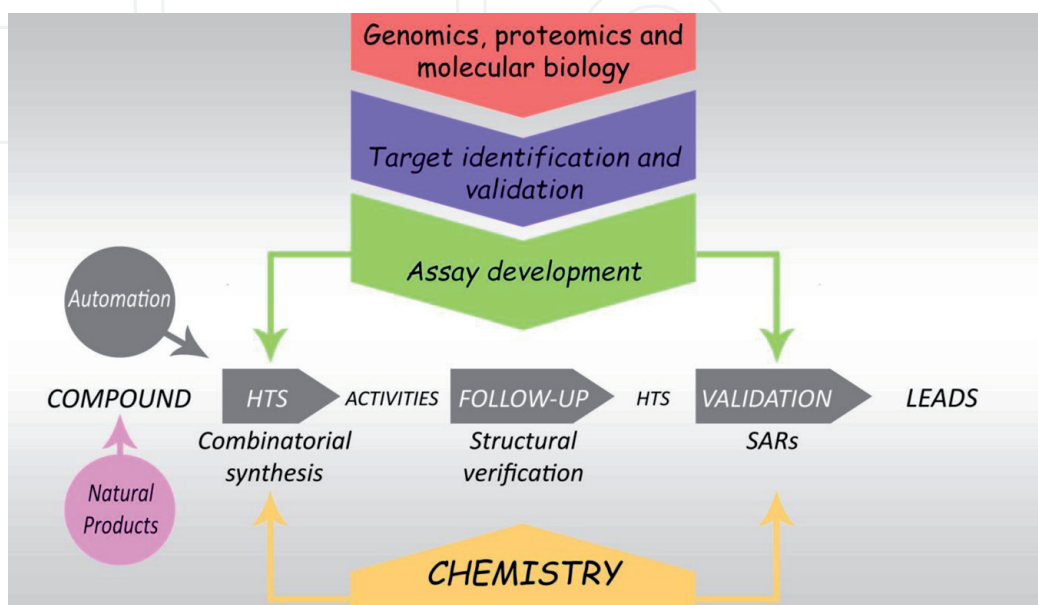 Genomics, proteomics and
molecular biology
Target identification and
validation
Assay development
Automation
COMPOUND
HTS
ACTIVITIES
FOLLOW-UP
HTS
VALIDATION
LEADS
Combinatorial
synthesis
Structural
verification
SARs
Natural
Products
CHEMISTRY